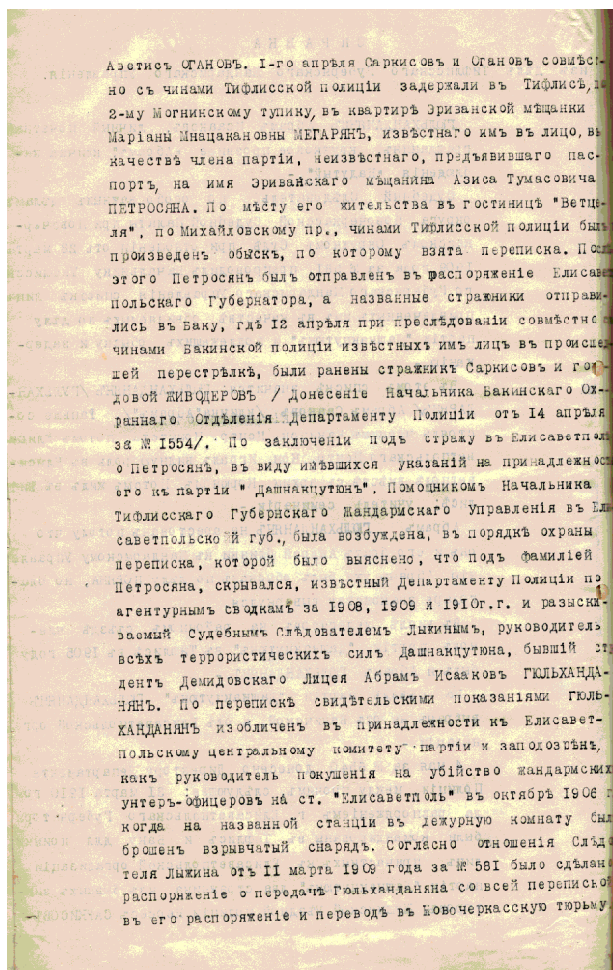 Аветисъ ОГАНОВЪ. I-го апрѣля Саркисовъ и Огановъ совмѣст-
но съ чинами Тифлисской полиціи задержали въ Тифлисѣ, по
2-му Могнинскому тупику, въ квартирѣ Эриванской мѣщанки
Маріаны Мнацакановны МЕГАРЯНЪ, извѣстнаго имъ въ лицо, въ
качествѣ члена партіи, неизвѣстнаго, предъявившаго пас-
портъ, на имя Эриванскаго мѣщанина Азиса Тумасовича
ПЕТРОСЯНА. По мѣсту его жительства въ гостиницѣ "Ветце-
ля", по Михайловскому пр., чинами Тифлисской полиціи былъ
произведенъ обыскъ, по которому взята переписка. Послѣ
этого Петросянъ былъ отправленъ въ распоряженіе Елисавет-
польскаго Губернатора, а названные стражники отправи-
лись въ Баку, гдѣ 12 апрѣля при преслѣдованіи совмѣстно съ
чинами Бакинской полиціи извѣстныхъ имъ лицъ въ происшед-
шей перестрѣлкѣ, были ранены стражник Саркисовъ и горо-
довой ЖИВОДЕРОВЪ / Донесеніе Начальника Бакинскаго Ох-
раннаго Отдѣленія Департаменту Полиціи отъ 14 апрѣля
за № 1554/. По заключеніи подъ стражу въ Елисаветполѣ
о Петросянѣ, въ виду имѣвшихся указаній на принадлежность
его къ партіи " Дашнакцутюнъ". Помощникомъ Начальника
Тифлисскаго Губернскаго Жандармскаго Управленія въ Ели-
саветпольской губ., была возбуждена, въ порядкѣ охраны
переписка, которой было выяснено, что подъ фамиліей
Петросяна, скрывался, извѣстный Департаменту Полиціи по
агентурнымъ сводкамъ за 1908, 1909 и 1910г.г. и разыски-
ваемый Судебнымъ Слѣдователемъ Лыжинымъ, руководитель
всѣхъ террористическихъ силъ Дашнакцутюна, бывшій сту-
дентъ Демидовскаго Лицея Абрамъ Исааковъ ГЮЛЬХАНДА-
НЯНЪ. По перепискѣ свидѣтельскими показаніями ГЮЛЬ-
ХАНДАНЯНЪ изобличенъ въ принадлежности къ Елисавет-
польскому центральному комитету партіи и заподозрѣнъ,
какъ руководитель покушенія на убійство жандармскихъ
унтеръ-офицеровъ на ст. "Елисаветполь" въ октябрѣ 1906 г.
когда на названной станціи въ дежурную комнату былъ
брошенъ взрывчатый снарядъ. Согласно отношенія Слѣдова-
теля Лыжина отъ II марта 1909 года за № 581 было сдѣлано
распоряженіе о передачѣ Гюльханданяна со всей перепиской
въ его распоряженіе и переводѣ въ Новочеркасскую тюрьму.